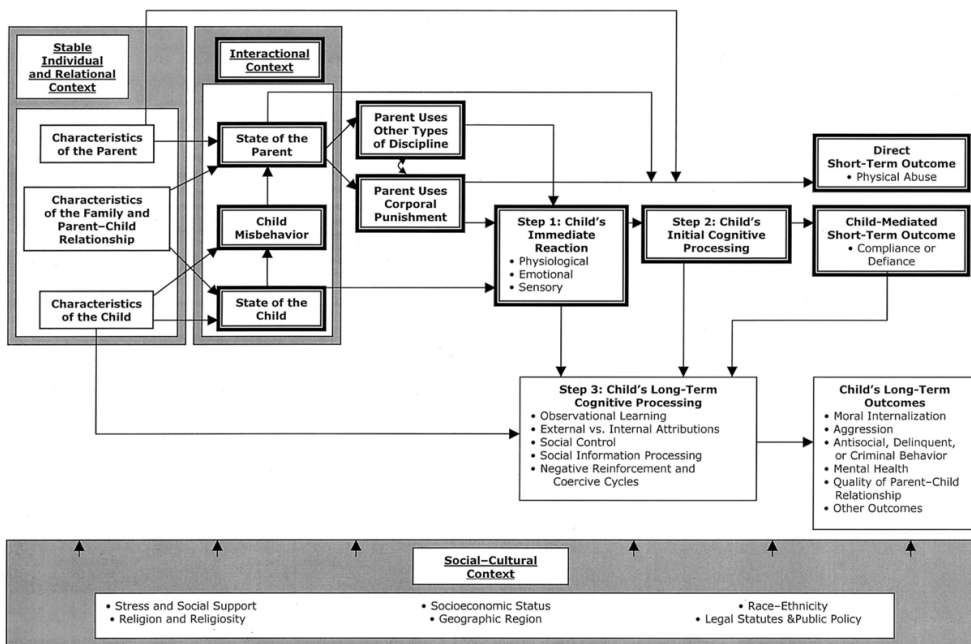 Stable
Individual
and Relational
Context
Characteristics
of the Parent
Characteristics
of the Family and
Parent–Child
Relationship
Characteristics
of the Child
Interactional
Context
State of the
Parent
Child
Misbehavior
State of the
Child
Parent Uses
Other Types
of Discipline
Parent Uses
Corporal
Punishment
Step 1: Child's
Immediate
Reaction
• Physiological
• Emotional
• Sensory
Step 2: Child's
Initial Cognitive
Processing
Direct
Short-Term Outcome
• Physical Abuse
Child-Mediated
Short-Term Outcome
• Compliance or
Defiance
Step 3: Child's Long-Term
Cognitive Processing
• Observational Learning
• External vs. Internal Attributions
• Social Control
• Social Information Processing
• Negative Reinforcement and
Coercive Cycles
Child's Long-Term
Outcomes
• Moral Internalization
• Aggression
• Antisocial, Delinquent,
or Criminal Behavior
• Mental Health
• Quality of Parent–Child
Relationship
• Other Outcomes
Social–Cultural
Context
• Stress and Social Support
• Religion and Religiosity
• Socioeconomic Status
• Geographic Region
• Race–Ethnicity
• Legal Statutes &Public Policy